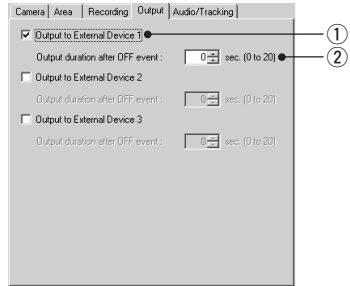 Camera Area Recording Output Audio/Tracking
Output to External Device 1 ①
Output duration after OFF event : 0 sec. (0 to 20) ②
Output to External Device 2
Output duration after OFF event : 0 sec. (0 to 20)
Output to External Device 3
Output duration after OFF event : 0 sec. (0 to 20)